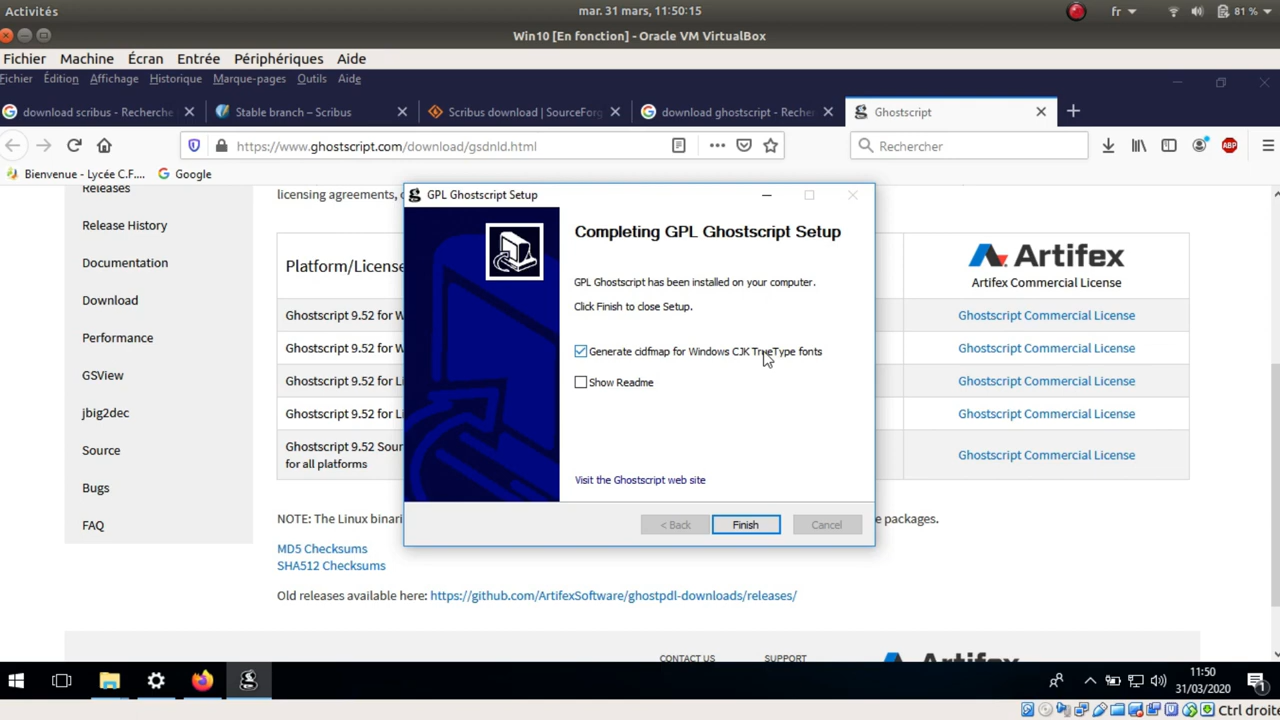 Activités
mar. 31 mars, 11:50:15
fr
81 %
Win10 [En fonction] - Oracle VM VirtualBox
Fichier Machine Écran Entrée Périphériques Aide
Fichier Édition Affichage Historique Marque-pages Outils Aide
download scribus - Recherche
Stable branch – Scribus
Scribus download | SourceForg
download ghostscript - Recher
Ghostscript
https://www.ghostscript.com/download/gsdnld.html
Rechercher
ABP
Bienvenue - Lycée C.F....
Google
Releases
Release History
Documentation
Download
Performance
GSView
jbig2dec
Source
Bugs
FAQ
licensing agreements,
Platform/License
Artifex
Artifex Commercial License
Ghostscript 9.52 for W
Ghostscript Commercial License
Ghostscript 9.52 for W
Ghostscript Commercial License
Ghostscript 9.52 for Li
Ghostscript Commercial License
Ghostscript 9.52 for Li
Ghostscript Commercial License
Ghostscript 9.52 Sour
for all platforms
Ghostscript Commercial License
GPL Ghostscript Setup
Completing GPL Ghostscript Setup
GPL Ghostscript has been installed on your computer.
Click Finish to close Setup.
Generate cidfmap for Windows CJK TrueType fonts
Show Readme
Visit the Ghostscript web site
< Back
Finish
Cancel
NOTE: The Linux binari
e packages.
MD5 Checksums
SHA512 Checksums
Old releases available here: https://github.com/ArtifexSoftware/ghostpdl-downloads/releases/
CONTACT US
SUPPORT
Artifex
11:50
31/03/2020
1
Ctrl droite